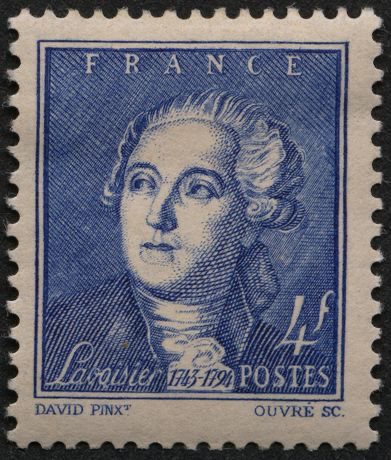 FRANCE
4f
Lavoisier 1743-1794 POSTES
DAVID PINXT OUVRÉ SC.